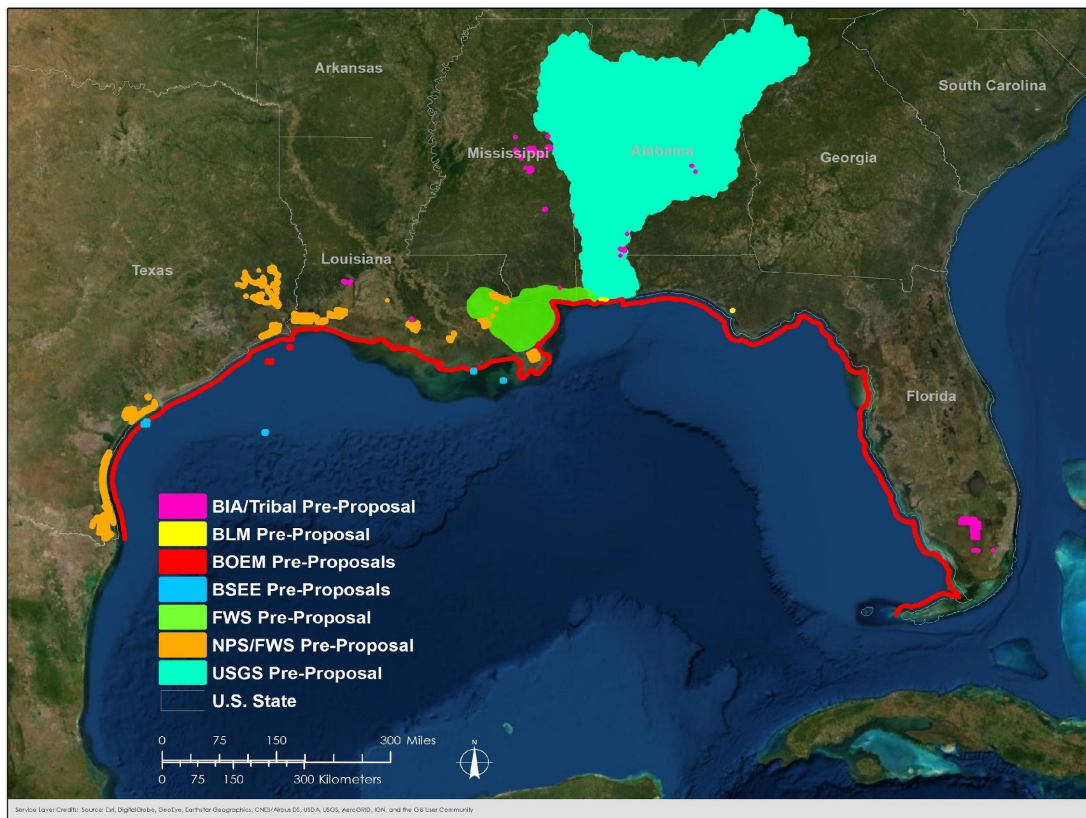 Arkansas
South Carolina
Mississippi
Alabama
Georgia
Louisiana
Texas
Florida
BIA/Tribal Pre-Proposal
BLM Pre-Proposal
BOEM Pre-Proposals
BSEE Pre-Proposals
FWS Pre-Proposal
NPS/FWS Pre-Proposal
USGS Pre-Proposal
U.S. State
0 75 150 300 Miles
0 75 150 300 Kilometers
N
Service Layer Credits: Source: Esri, DigitalGlobe, GeoEye, Earthstar Geographics, CNES/Airbus DS, USDA, USGS, AeroGRID, IGN, and the GIS User Community